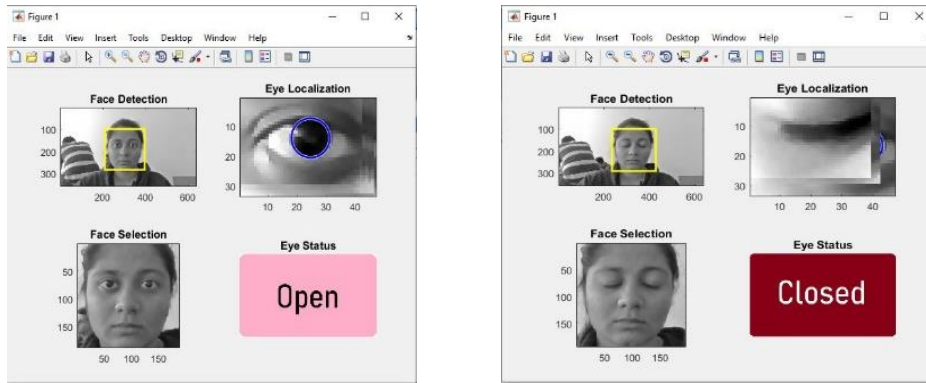 Figure 1
File Edit View Insert Tools Desktop Window Help
Face Detection
100
200
300
200 400 600
Eye Localization
10
20
30
10 20 30 40
Face Selection
50
100
150
50 100 150
Eye Status
Open
Figure 1
File Edit View Insert Tools Desktop Window Help
Face Detection
100
200
300
200 400 600
Eye Localization
10
20
30
10 20 30 40
Face Selection
50
100
150
50 100 150
Eye Status
Closed